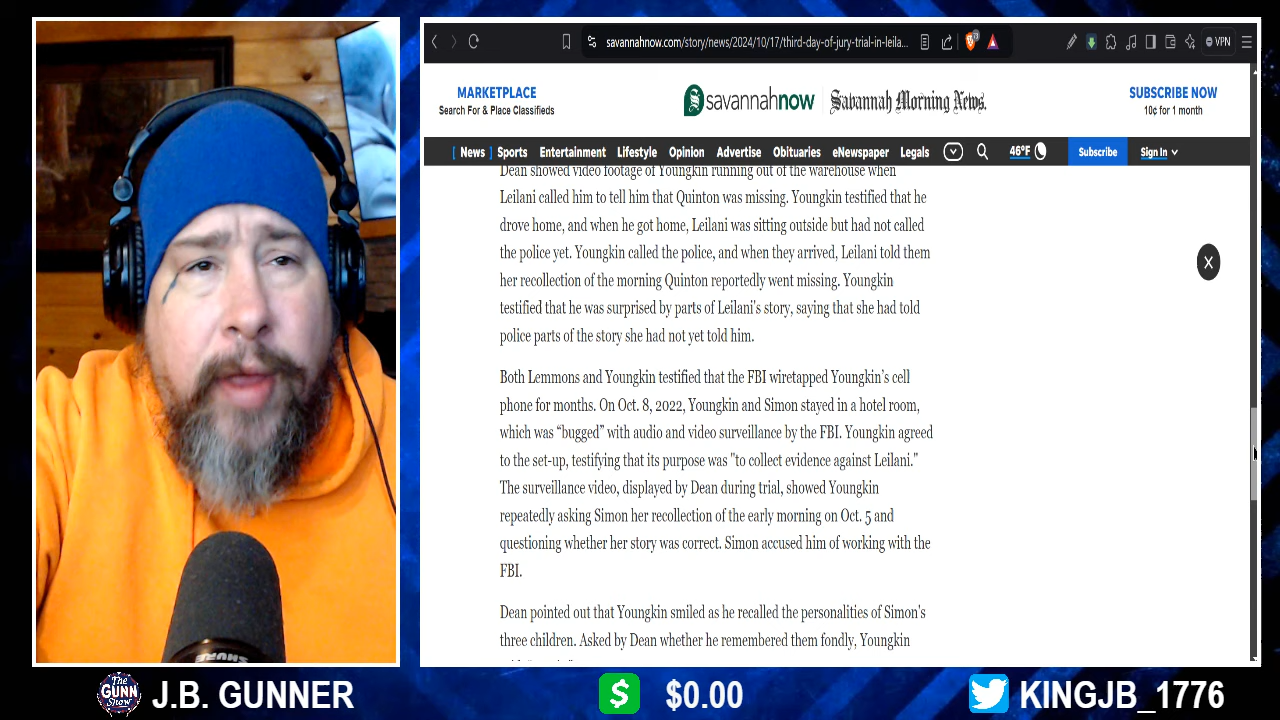 savannahnow.com/story/news/2024/10/17/third-day-of-jury-trial-in-leila...
VPN
MARKETPLACE
Search For & Place Classifieds
savannahnow
Savannah Morning News.
SUBSCRIBE NOW
10¢ for 1 month
[ News ] Sports Entertainment Lifestyle Opinion Advertise Obituaries eNewspaper Legals 46°F Subscribe Sign In
Dean showed video footage of Youngkin running out of the warehouse when
Leilani called him to tell him that Quinton was missing. Youngkin testified that he
drove home, and when he got home, Leilani was sitting outside but had not called
the police yet. Youngkin called the police, and when they arrived, Leilani told them
her recollection of the morning Quinton reportedly went missing. Youngkin
testified that he was surprised by parts of Leilani's story, saying that she had told
police parts of the story she had not yet told him.
Both Lemmons and Youngkin testified that the FBI wiretapped Youngkin’s cell
phone for months. On Oct. 8, 2022, Youngkin and Simon stayed in a hotel room,
which was “bugged” with audio and video surveillance by the FBI. Youngkin agreed
to the set-up, testifying that its purpose was "to collect evidence against Leilani."
The surveillance video, displayed by Dean during trial, showed Youngkin
repeatedly asking Simon her recollection of the early morning on Oct. 5 and
questioning whether her story was correct. Simon accused him of working with the
FBI.
Dean pointed out that Youngkin smiled as he recalled the personalities of Simon's
three children. Asked by Dean whether he remembered them fondly, Youngkin
SHURE
The
GUNN
Show
J.B. GUNNER
$
$0.00
KINGJB_1776